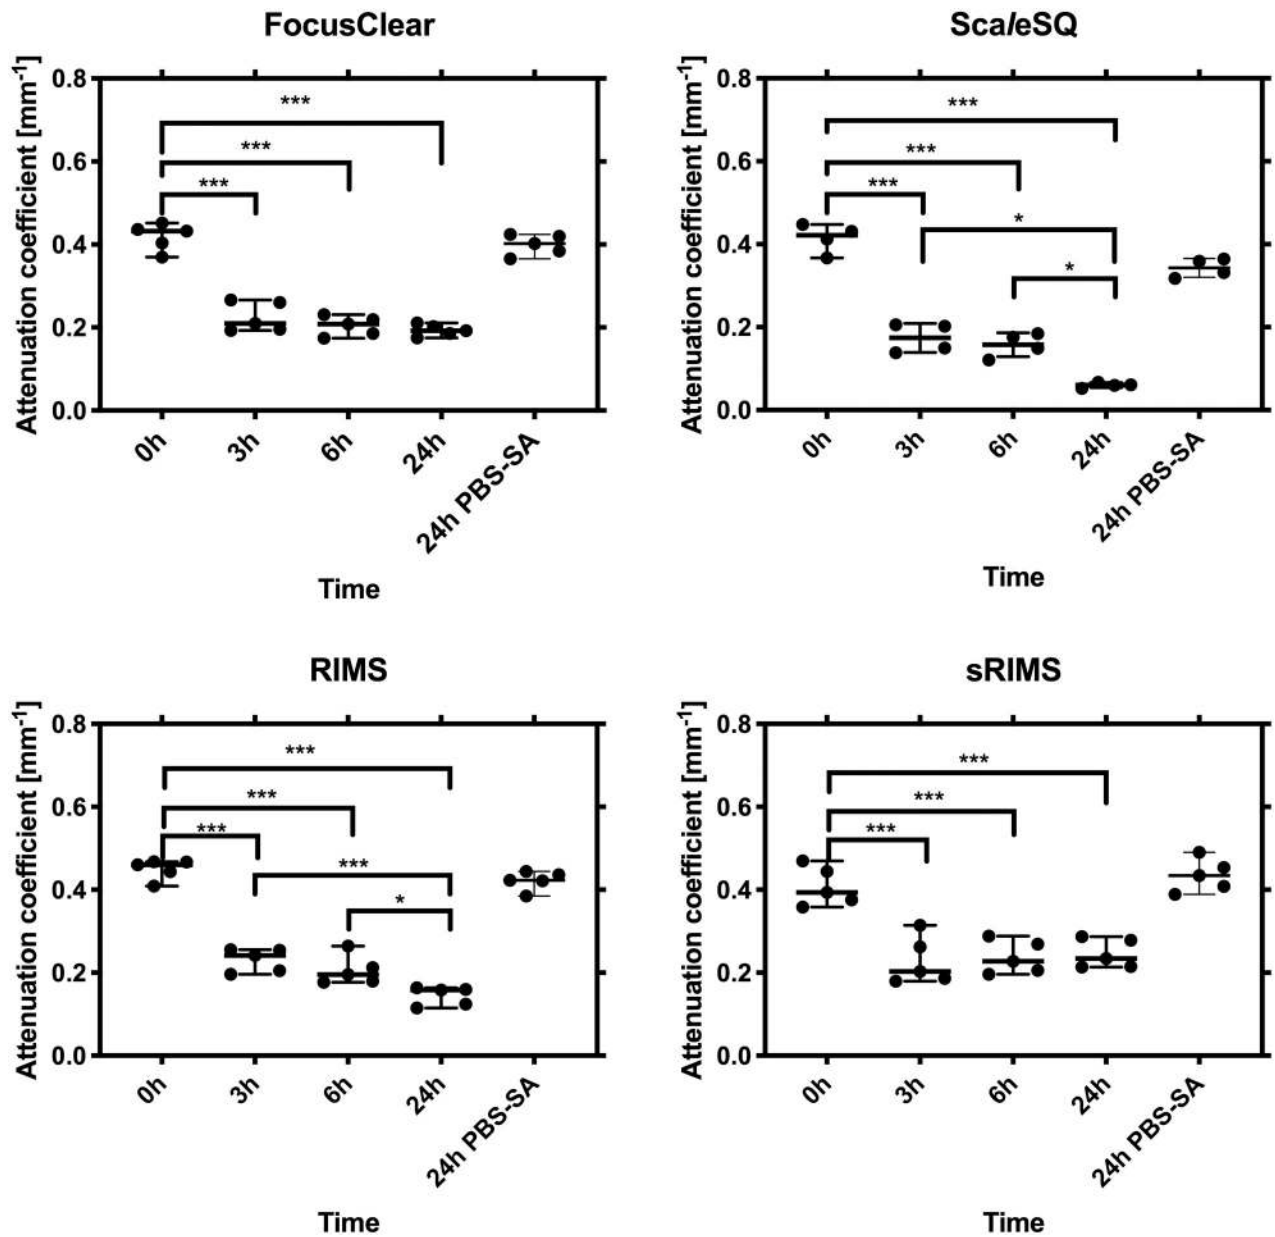 FocusClear
Attenuation coefficient [mm-1]
0.8
0.6
0.4
0.2
0.0
***
***
***
0h
3h
6h
24h
24h PBS-SA
Time
ScaleSQ
Attenuation coefficient [mm-1]
0.8
0.6
0.4
0.2
0.0
***
***
***
*
*
0h
3h
6h
24h
24h PBS-SA
Time
RIMS
Attenuation coefficient [mm-1]
0.8
0.6
0.4
0.2
0.0
***
***
***
***
*
0h
3h
6h
24h
24h PBS-SA
Time
sRIMS
Attenuation coefficient [mm-1]
0.8
0.6
0.4
0.2
0.0
***
***
***
0h
3h
6h
24h
24h PBS-SA
Time